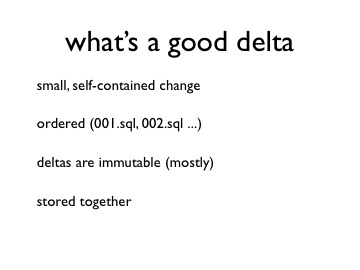 what's a good delta
small, self-contained change
ordered (001.sql, 002.sql ...)
deltas are immutable (mostly)
stored together